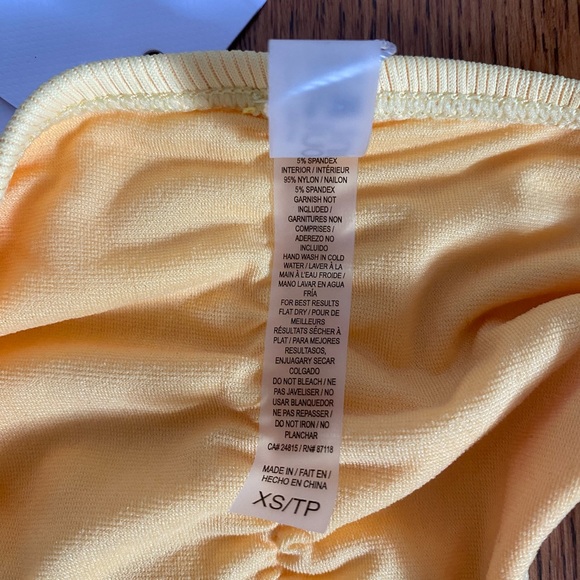 5% SPANDEX
INTERIOR / INTÉRIEUR
95% NYLON / NAILON
5% SPANDEX
GARNISH NOT
INCLUDED /
GARNITURES NON
COMPRISES /
ADEREZO NO
INCLUIDO
HAND WASH IN COLD
WATER / LAVER À LA
MAIN À L'EAU FROIDE /
MANO LAVAR EN AGUA
FRÍA
FOR BEST RESULTS
FLAT DRY / POUR DE
MEILLEURS
RÉSULTATS SÉCHER À
PLAT / PARA MEJORES
RESULTASOS,
ENJUAGARY SECAR
COLGADO
DO NOT BLEACH / NE
PAS JAVELISER / NO
USAR BLANQUEDOR
NE PAS REPASSER /
DO NOT IRON / NO
PLANCHAR
CA# 24815 / RN# 87118
MADE IN / FAIT EN /
HECHO EN CHINA
XS/TP